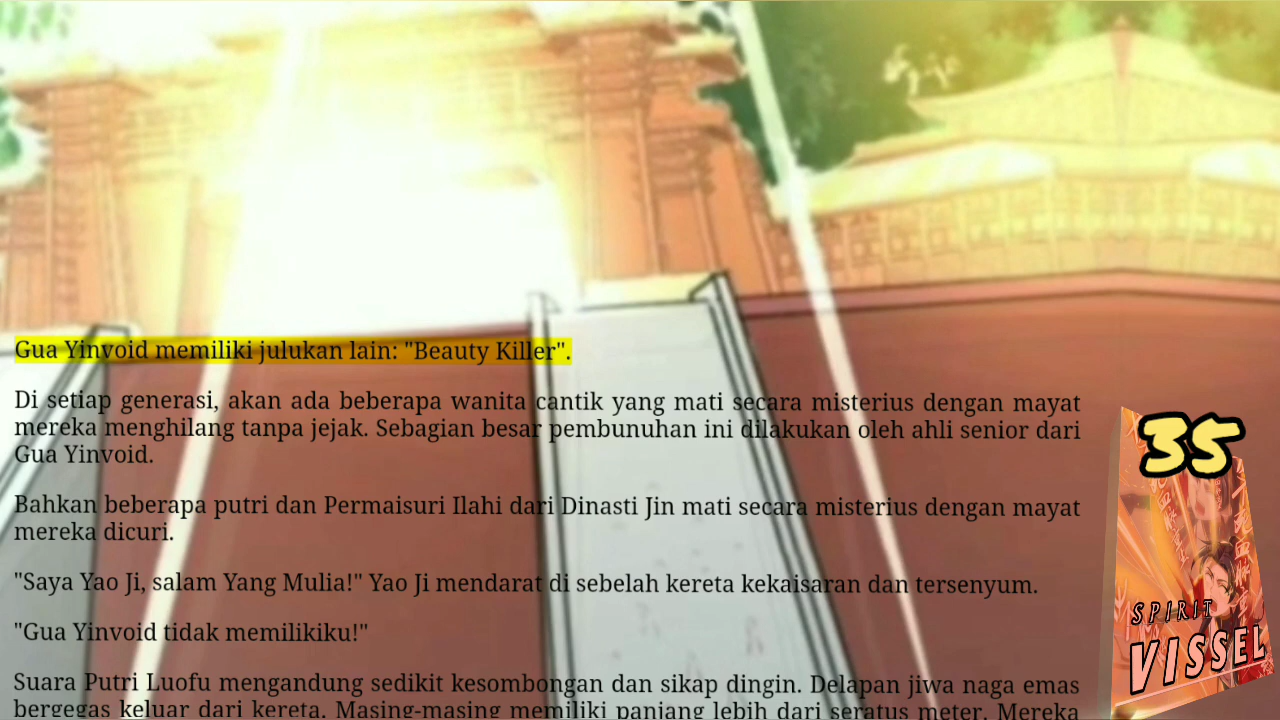 Gua Yinvoid memiliki julukan lain: "Beauty Killer".
Di setiap generasi, akan ada beberapa wanita cantik yang mati secara misterius dengan mayat
mereka menghilang tanpa jejak. Sebagian besar pembunuhan ini dilakukan oleh ahli senior dari
Gua Yinvoid.
Bahkan beberapa putri dan Permaisuri Ilahi dari Dinasti Jin mati secara misterius dengan mayat
mereka dicuri.
"Saya Yao Ji, salam Yang Mulia!" Yao Ji mendarat di sebelah kereta kekaisaran dan tersenyum.
"Gua Yinvoid tidak memilikiku!"
Suara Putri Luofu mengandung sedikit kesombongan dan sikap dingin. Delapan jiwa naga emas
bergegas keluar dari kereta. Masing-masing memiliki panjang lebih dari seratus meter. Mereka
35
SPIRIT
VISSEL